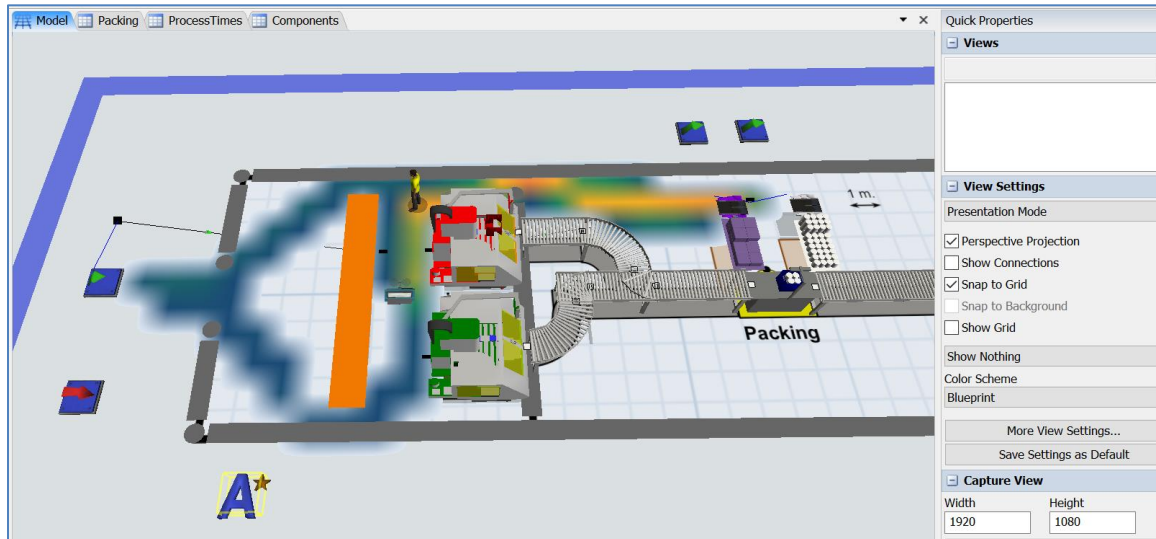 Model Packing ProcessTimes Components
Quick Properties
Views
View Settings
Presentation Mode
Perspective Projection
Show Connections
Snap to Grid
Snap to Background
Show Grid
Show Nothing
Color Scheme
Blueprint
More View Settings...
Save Settings as Default
Capture View
Width Height
1920 1080
1 m.
Packing
A